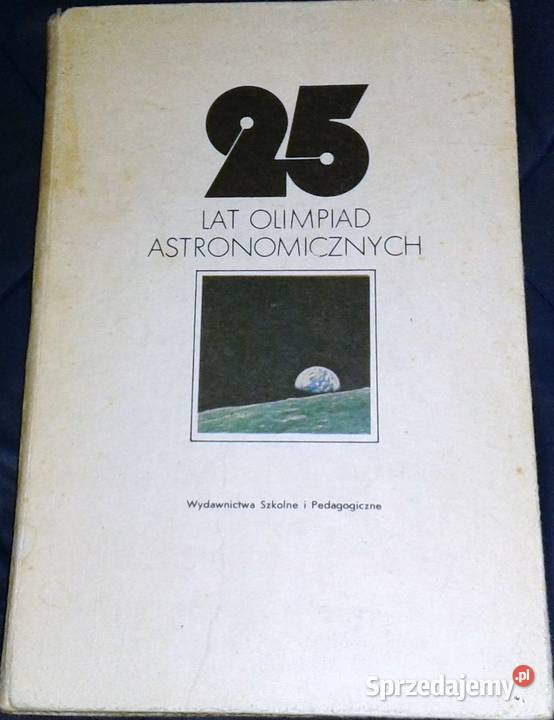 25
LAT OLIMPIAD
ASTRONOMICZNYCH
Wydawnictwa Szkolne i Pedagogiczne
Sprzedajemy.pl